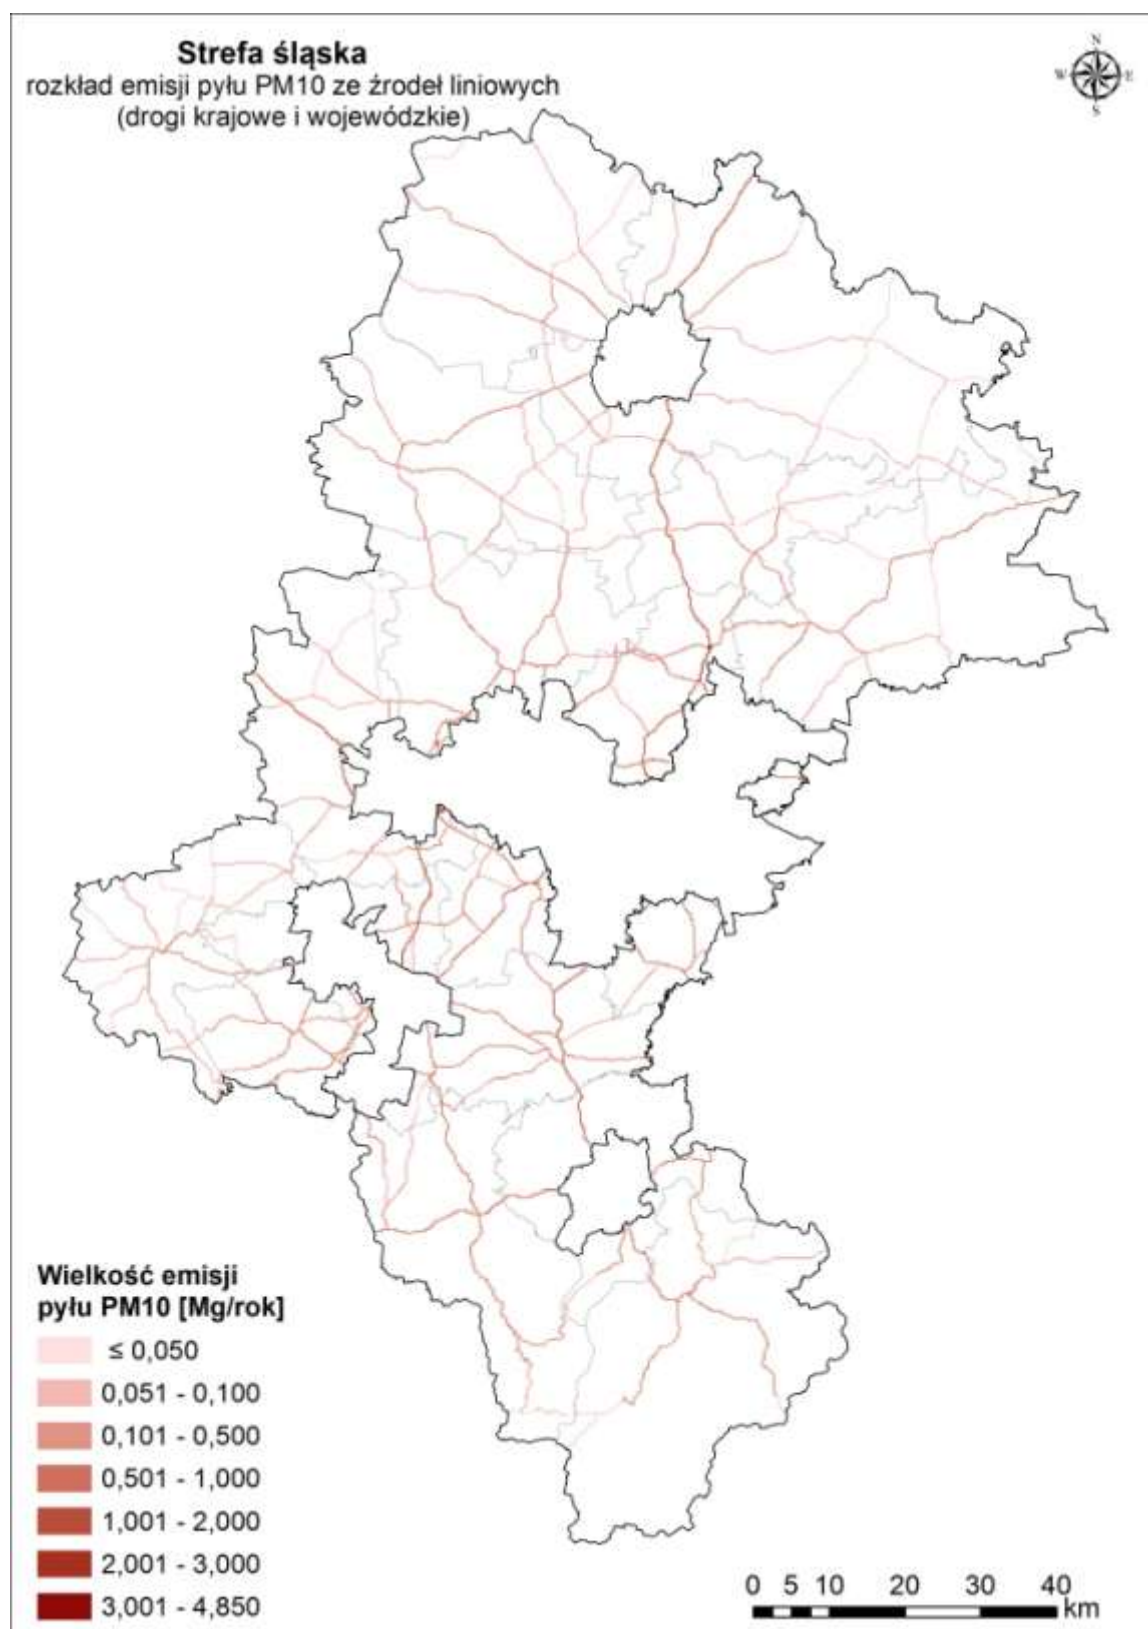 Strefa śląska
rozkład emisji pyłu PM10 ze źrodeł liniowych
(drogi krajowe i wojewódzkie)
N
W E
S
Wielkość emisji
pyłu PM10 [Mg/rok]
≤ 0,050
0,051 - 0,100
0,101 - 0,500
0,501 - 1,000
1,001 - 2,000
2,001 - 3,000
3,001 - 4,850
0 5 10 20 30 40
km